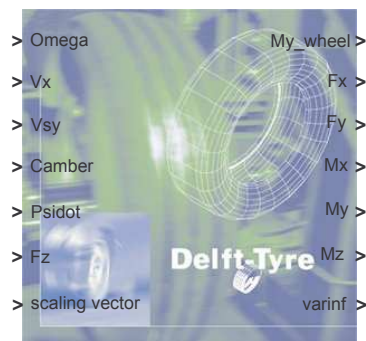 > Omega
My_wheel >
> Vx
Fx >
> Vsy
Fy >
> Camber
Mx >
> Psidot
My >
> Fz
Delft-Tyre
Mz >
> scaling vector
varinf >